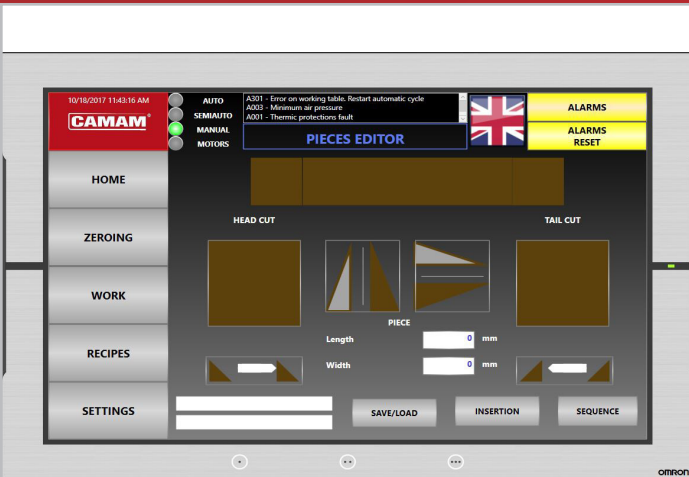 10/18/2017 11:43:16 AM
CAMAM®
AUTO
SEMIAUTO
MANUAL
MOTORS
A301 - Error on working table. Restart automatic cycle
A003 - Minimum air pressure
A001 - Thermic protections fault
PIECES EDITOR
ALARMS
ALARMS
RESET
HOME
ZEROING
WORK
RECIPES
SETTINGS
HEAD CUT
TAIL CUT
PIECE
Length 0 mm
Width 0 mm
SAVE/LOAD
INSERTION
SEQUENCE
OMRON